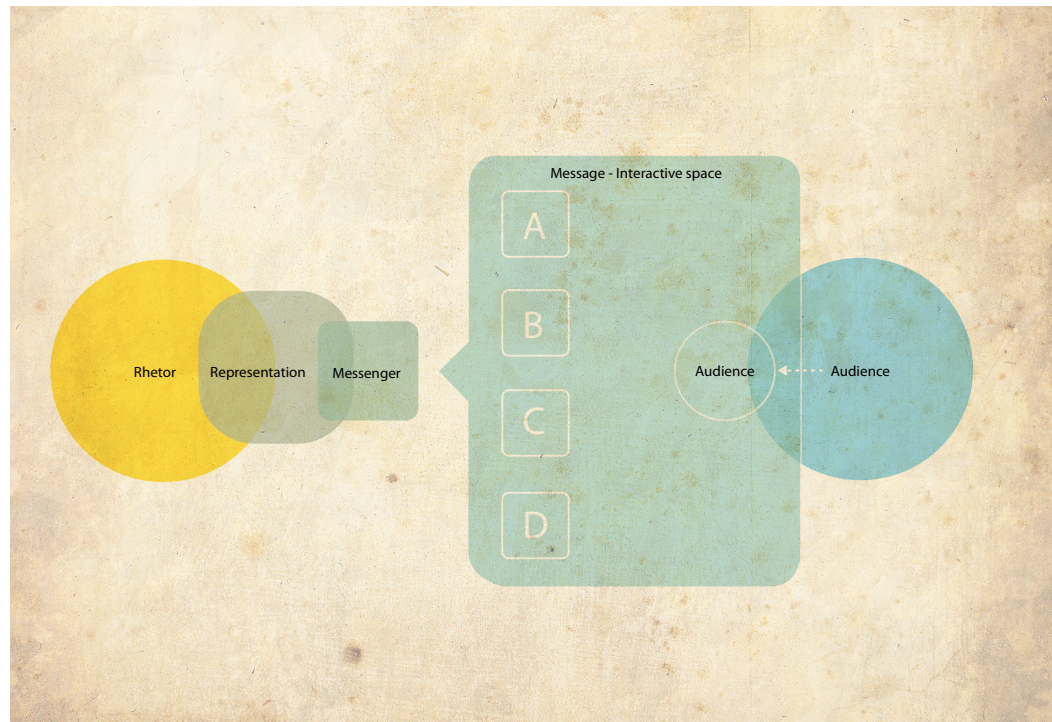 Message - Interactive space
A
B
C
D
Rhetor
Representation
Messenger
Audience
Audience